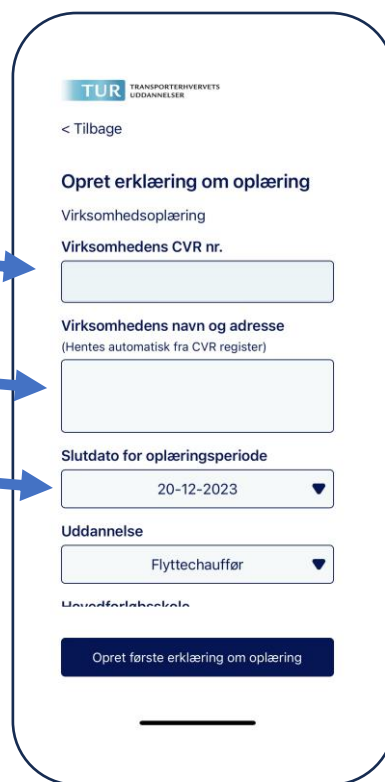 TUR TRANSPORTERHVERVETS
UDDANNELSER
< Tilbage
Opret erklæring om oplæring
Virksomhedsoplæring
Virksomhedens CVR nr.
Virksomhedens navn og adresse
(Hentes automatisk fra CVR register)
Slutdato for oplæringsperiode
20-12-2023
Uddannelse
Flyttechauffør
Hovedforløbsskole
Opret første erklæring om oplæring